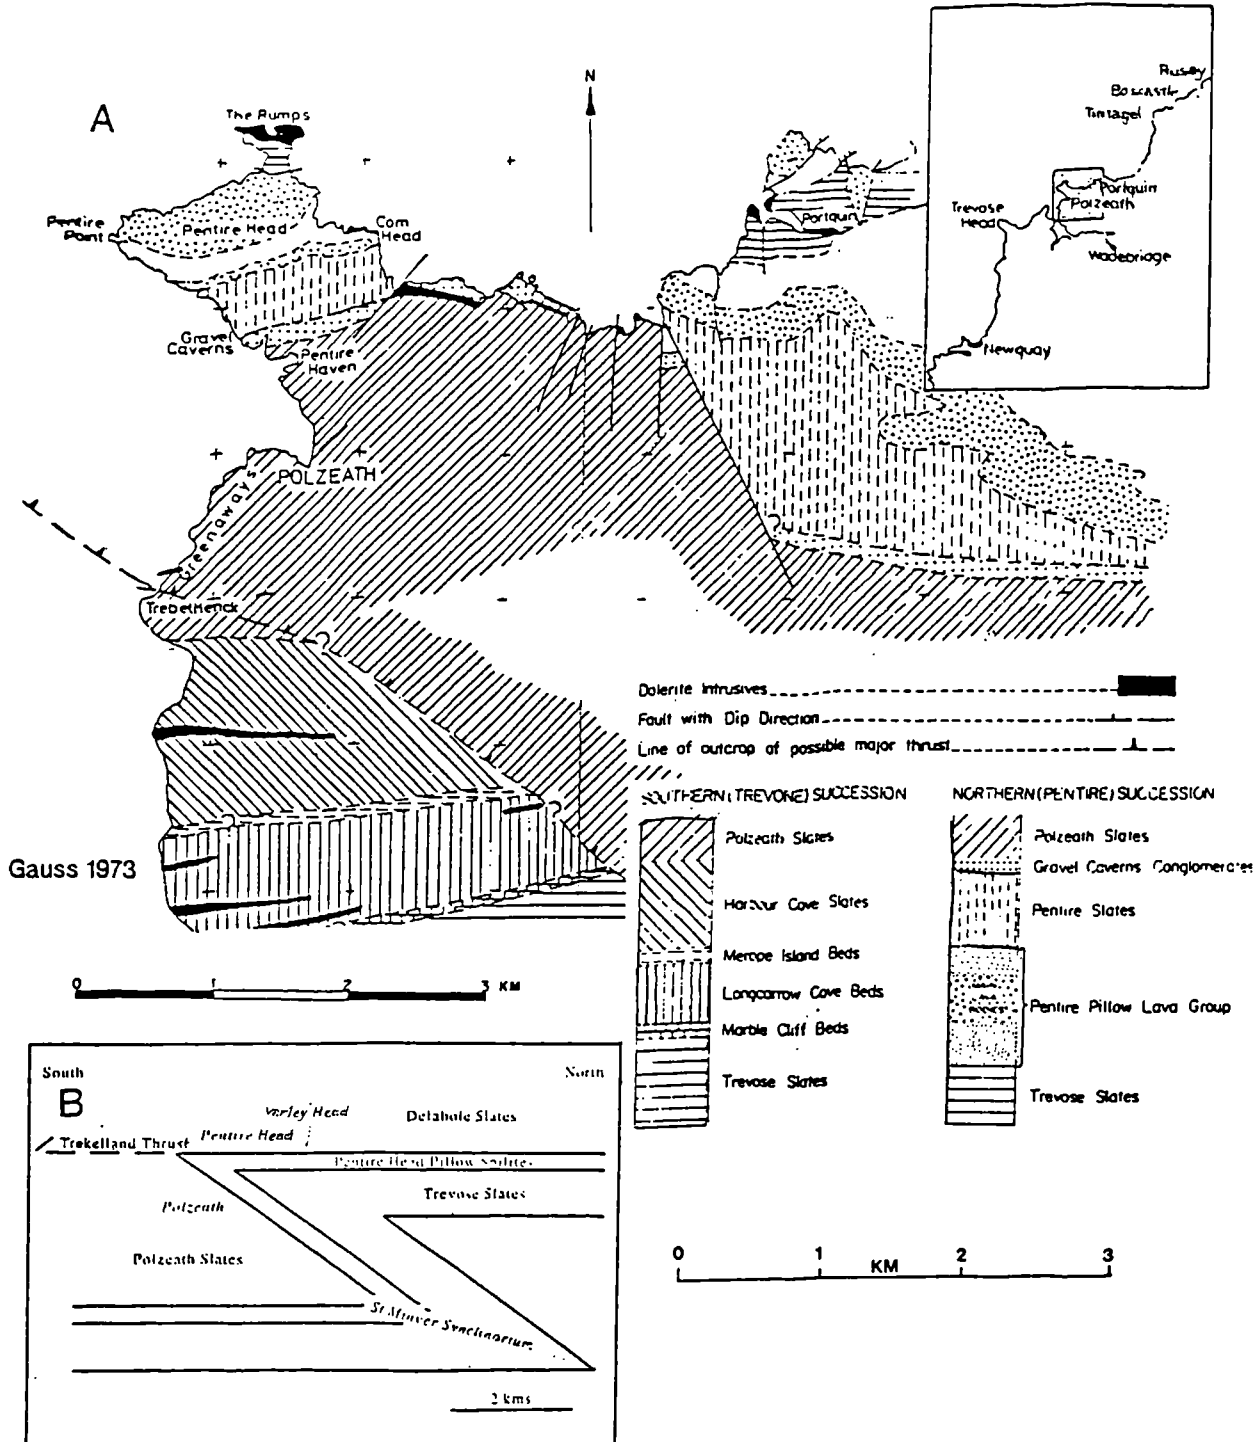 A
N
The Rumps
Pentire
Point
Pentire Head
Com
Head
Gravel
Caverns
Pentire
Haven
POLZEATH
Greenaways
Trebetherick
?
?
?
?
Portquin
Rusey
Boscastle
Tintagel
Portquin
Polzeath
Trevose
Head
Wadebridge
Newquay
Gauss 1973
0 1 2 3 KM
Dolerite Intrusives
Fault with Dip Direction
Line of outcrop of possible major thrust
SOUTHERN (TREVONE) SUCCESSION
Polzeath Slates
Harbour Cove Slates
Merope Island Beds
Longcarrow Cove Beds
Marble Cliff Beds
Trevose Slates
NORTHERN (PENTIRE) SUCCESSION
Polzeath Slates
Gravel Caverns Conglomerates
Pentire Slates
Pentire Pillow Lava Group
Trevose Slates
South
North
B
Varley Head
Delabole Slates
Trekelland Thrust
Pentire Head
Pentire Head Pillow Spilites
Trevose Slates
Polzeath
Polzeath Slates
St Minver Synclinorium
2 kms
0 1 2 3
KM